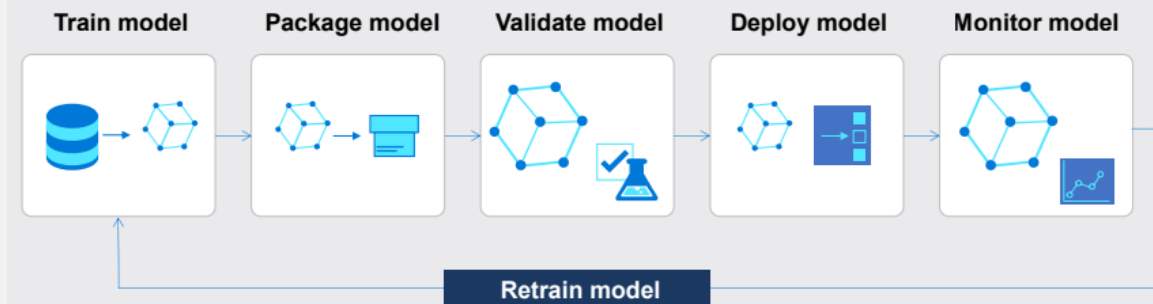 Train model
Package model
Validate model
Deploy model
Monitor model
Retrain model